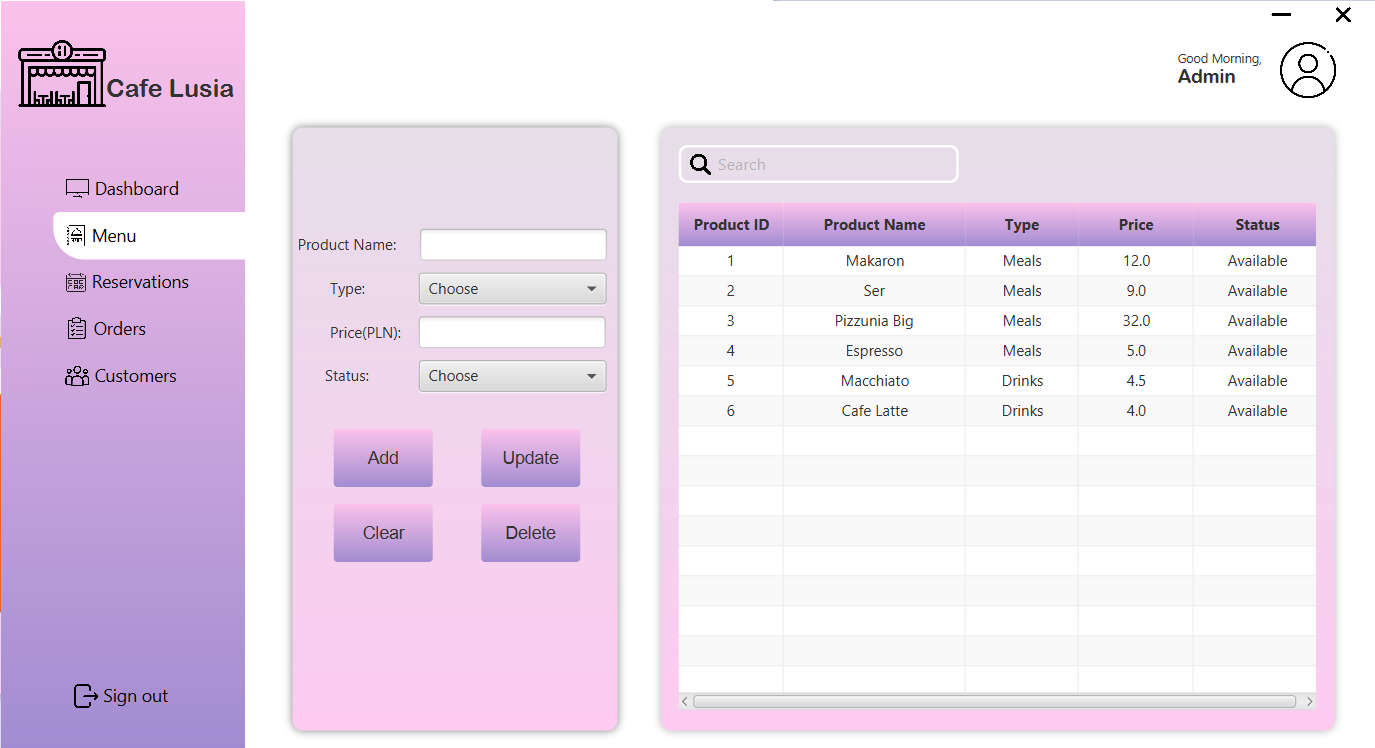 Good Morning,
Admin
Cafe Lusia
Dashboard
Menu
Reservations
Orders
Customers
Sign out
Product Name:
Type: Choose
Price(PLN):
Status: Choose
Add Update
Clear Delete
Search
Product ID Product Name Type Price Status
1 Makaron Meals 12.0 Available
2 Ser Meals 9.0 Available
3 Pizzunia Big Meals 32.0 Available
4 Espresso Meals 5.0 Available
5 Macchiato Drinks 4.5 Available
6 Cafe Latte Drinks 4.0 Available